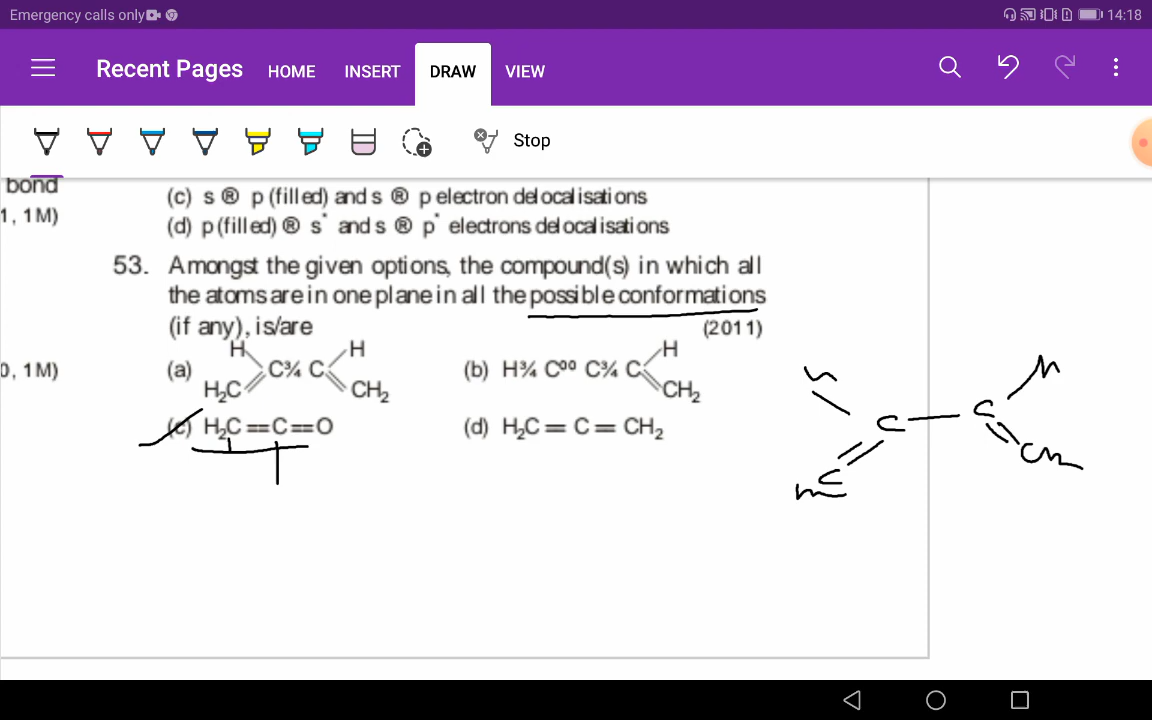 Emergency calls only 14:18
Recent Pages HOME INSERT DRAW VIEW
Stop
bond
(c) s ® p (filled) and s ® p electron delocalisations
1, 1M)
(d) p (filled) ® s* and s ® p* electrons delocalisations
53. Amongst the given options, the compound(s) in which all
the atoms are in one plane in all the possible conformations
(if any), is/are (2011)
0, 1M)
(a) H H
C¾ C
H₂C CH₂
(b) H¾ Cºº C¾ C H
CH₂
(c) H₂C == C == O
(d) H₂C = C = CH₂
C C